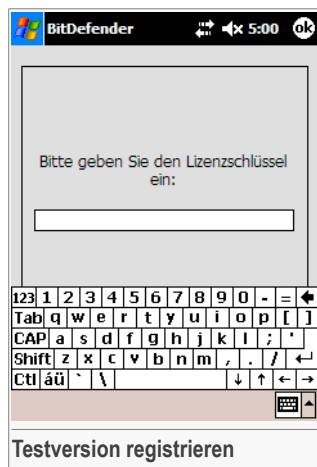 BitDefender 5:00 ok
Bitte geben Sie den Lizenzschlüssel
ein:
123 1 2 3 4 5 6 7 8 9 0 - =
Tab q w e r t y u i o p [ ]
CAP a s d f g h j k l ; '
Shift z x c v b n m , . /
Ctl áü ` \
Testversion registrieren